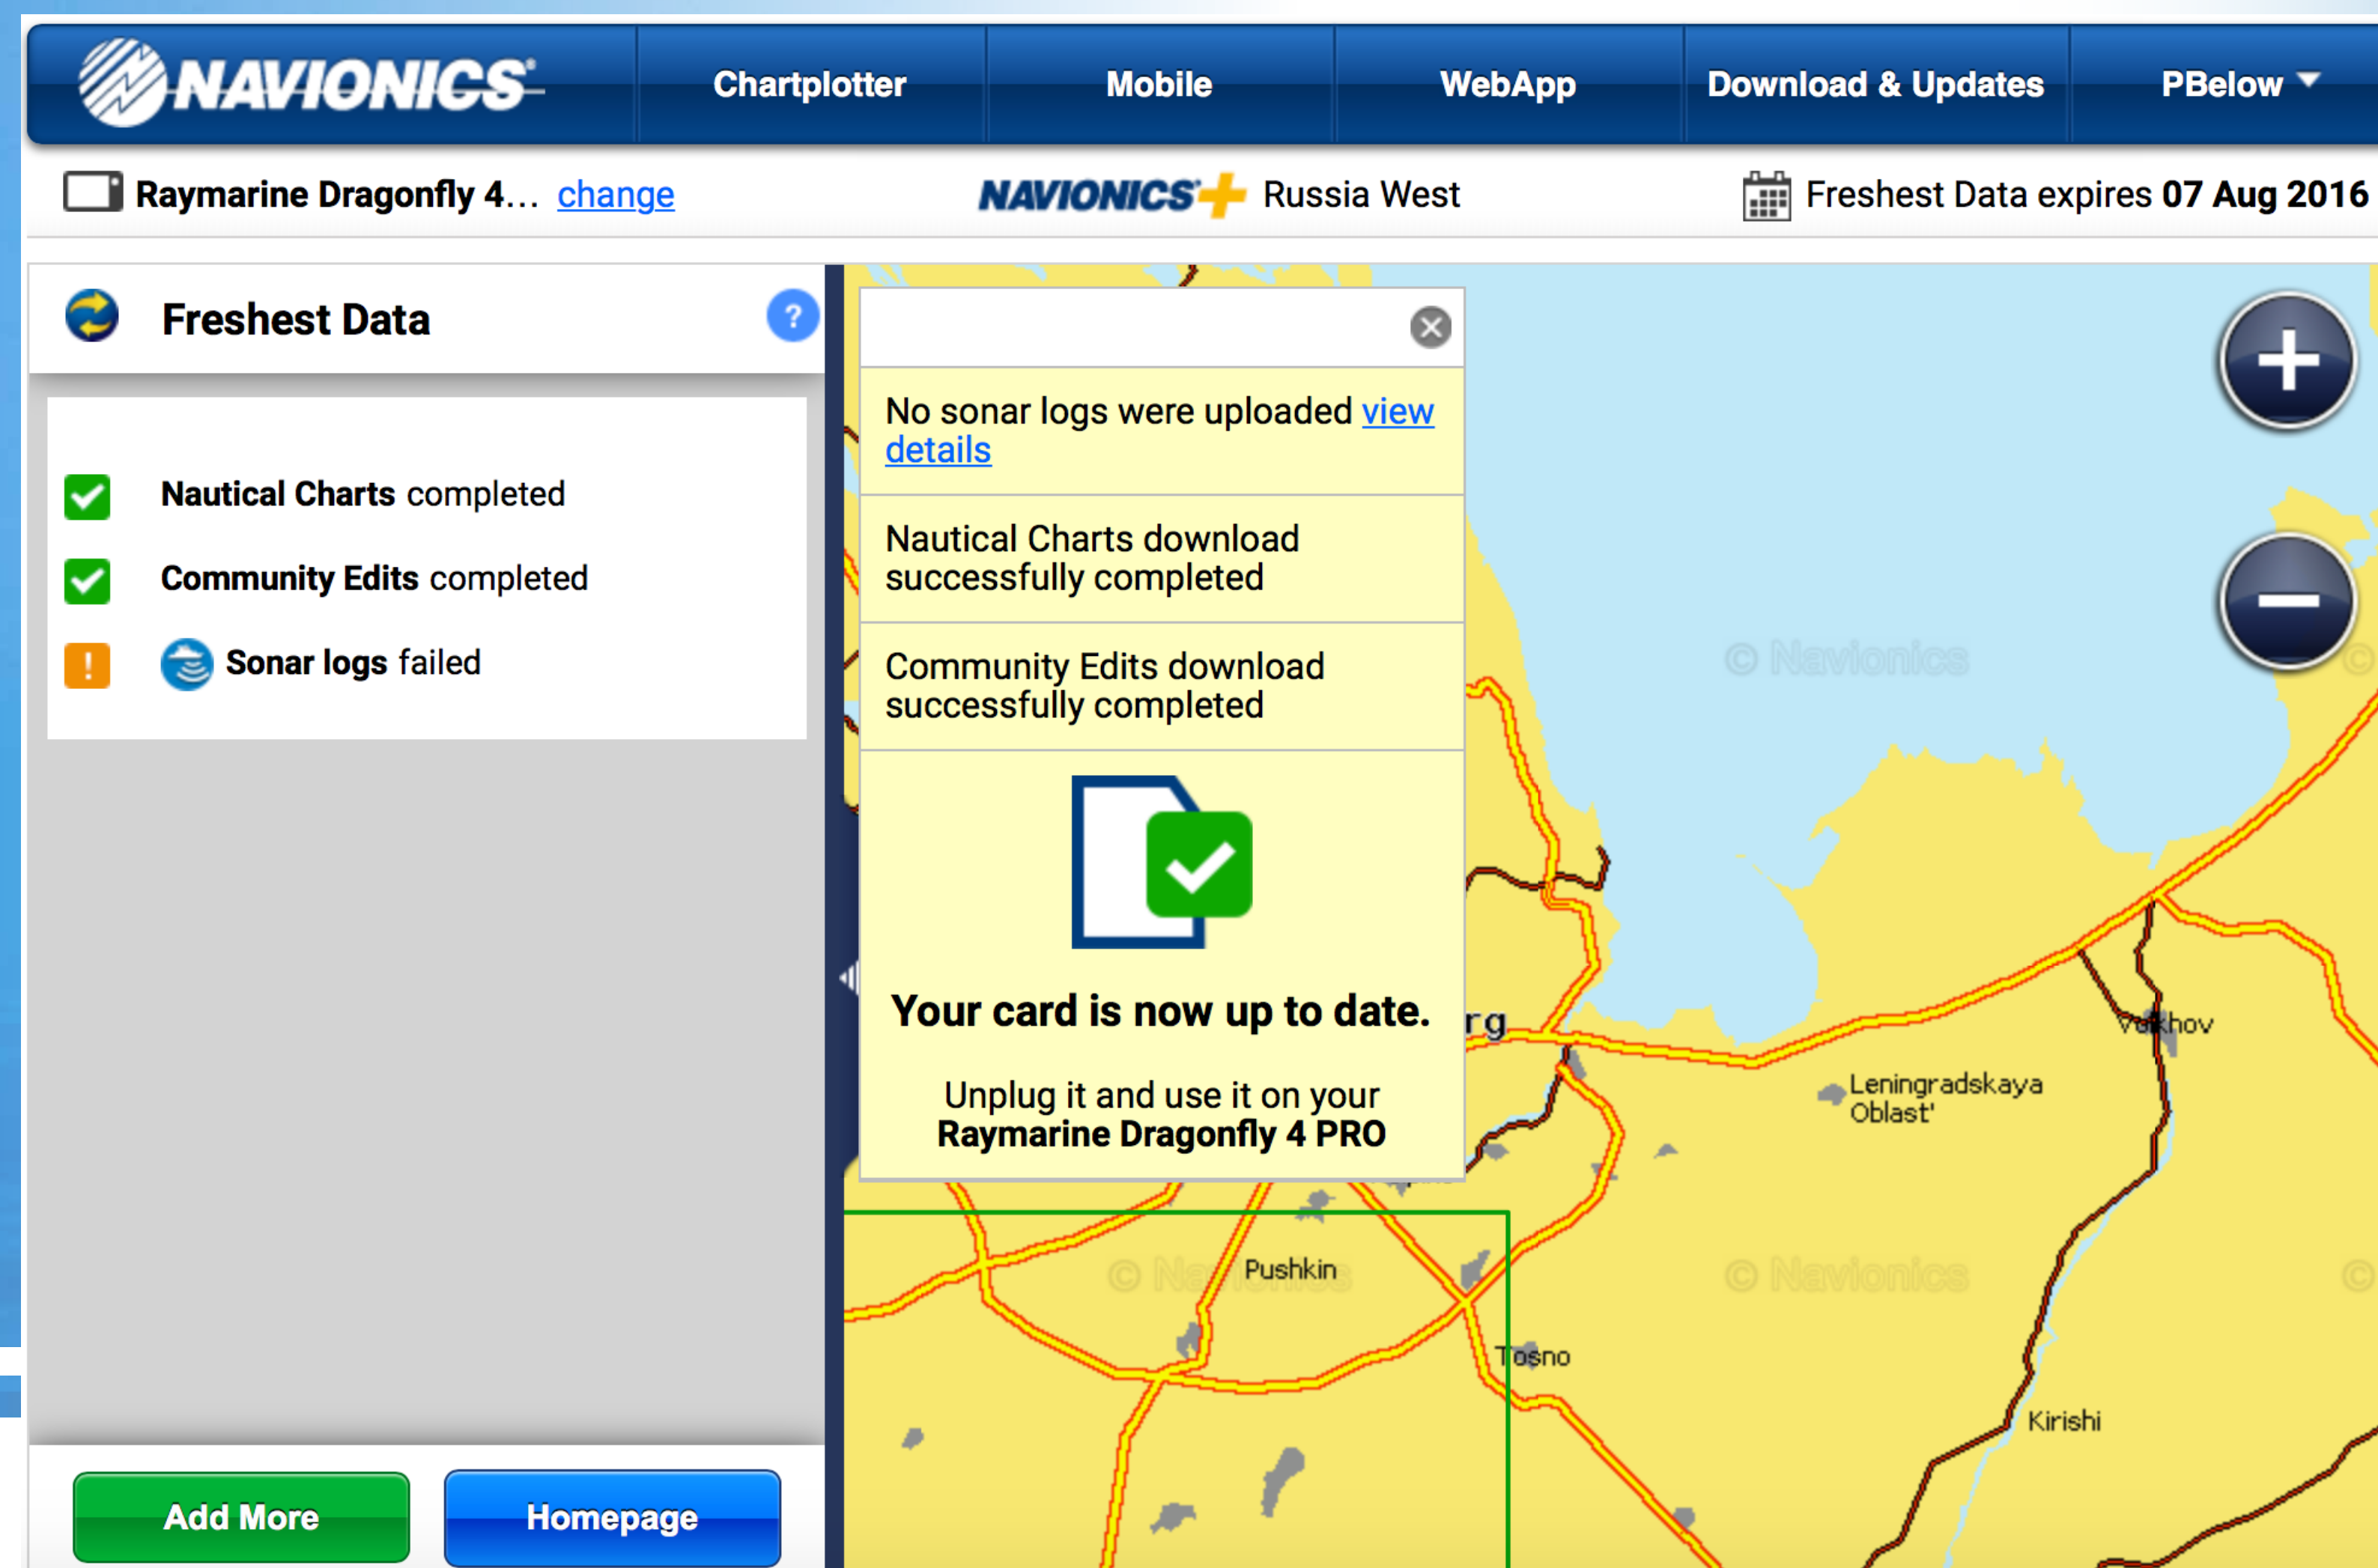 NAVIONICS
Chartplotter
Mobile
WebApp
Download & Updates
PBelow
Raymarine Dragonfly 4... change
NAVIONICS+ Russia West
Freshest Data expires 07 Aug 2016
Freshest Data
?
Nautical Charts completed
Community Edits completed
! Sonar logs failed
No sonar logs were uploaded view
details
Nautical Charts download
successfully completed
Community Edits download
successfully completed
Your card is now up to date.
Unplug it and use it on your
Raymarine Dragonfly 4 PRO
© Navionics
rg
Volkhov
Leningradskaya
Oblast'
Pushkin
© Navionics
© Navionics
Tosno
Kirishi
Add More
Homepage